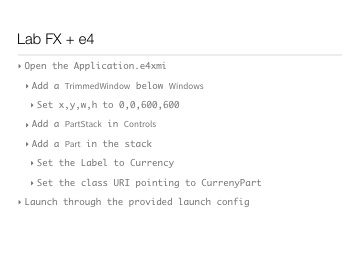 Lab FX + e4
‣ Open the Application.e4xmi
‣ Add a TrimmedWindow below Windows
‣ Set x,y,w,h to 0,0,600,600
‣ Add a PartStack in Controls
‣ Add a Part in the stack
‣ Set the Label to Currency
‣ Set the class URI pointing to CurrenyPart
‣ Launch through the provided launch config